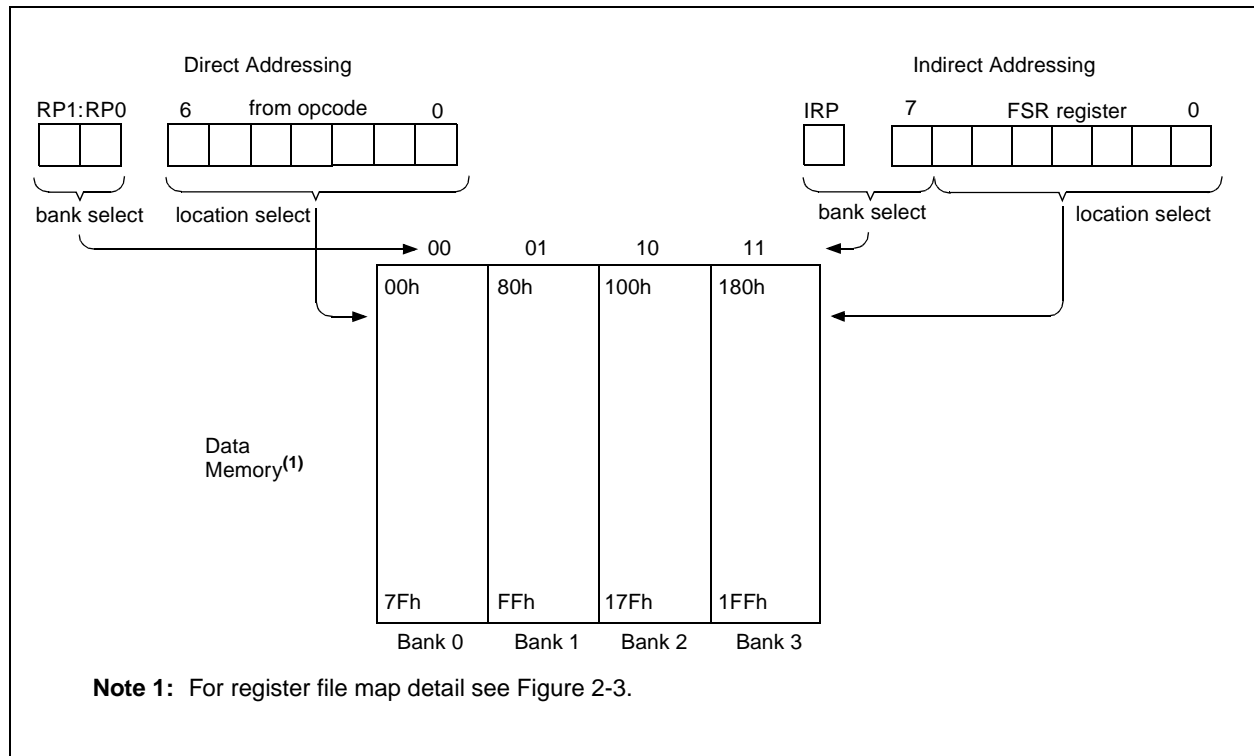 Direct Addressing
Indirect Addressing
RP1:RP0
6 from opcode 0
IRP
7 FSR register 0
bank select
location select
bank select
location select
00 01 10 11
00h 80h 100h 180h
Data
Memory(1)
7Fh FFh 17Fh 1FFh
Bank 0 Bank 1 Bank 2 Bank 3
Note 1: For register file map detail see Figure 2-3.